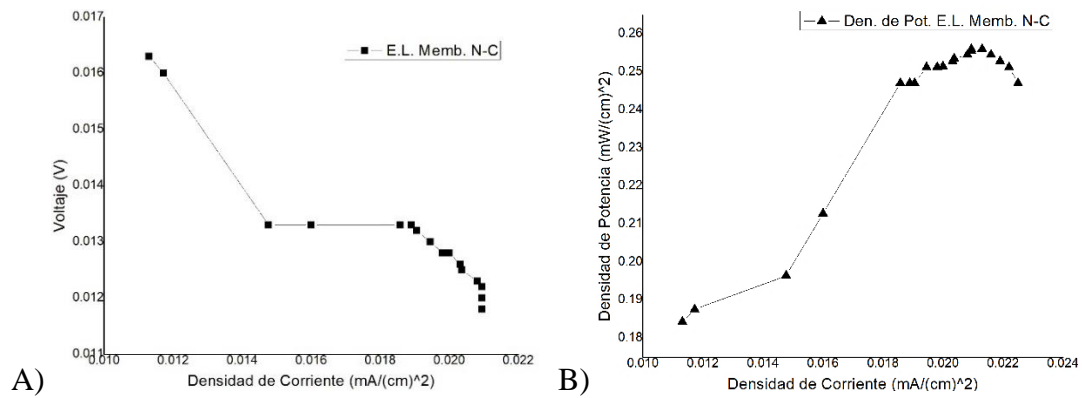 0.017
0.016
0.015
0.014
0.013
0.012
0.011
Voltaje (V)
E.L. Memb. N-C
0.010 0.012 0.014 0.016 0.018 0.020 0.022
Densidad de Corriente (mA/(cm)^2)
A)
0.26
0.25
0.24
0.23
0.22
0.21
0.20
0.19
0.18
Densidad de Potencia (mW/(cm)^2)
Den. de Pot. E.L. Memb. N-C
0.010 0.012 0.014 0.016 0.018 0.020 0.022 0.024
Densidad de Corriente (mA/(cm)^2)
B)